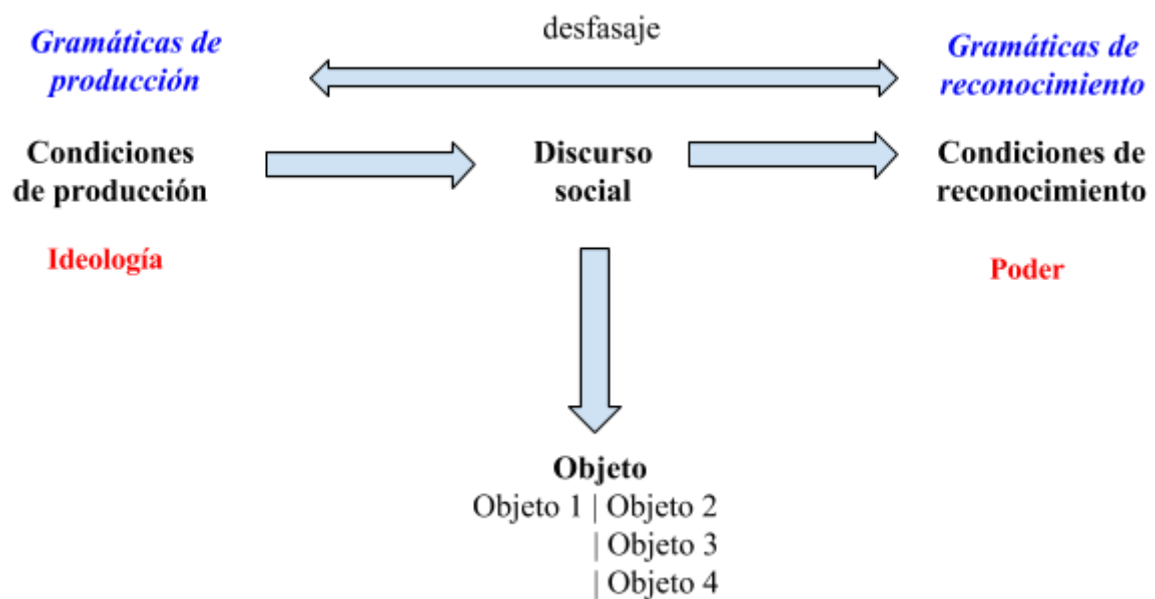 desfasaje
Gramáticas de
producción
Gramáticas de
reconocimiento
Condiciones
de producción
Discurso
social
Condiciones de
reconocimiento
Ideología
Poder
Objeto
Objeto 1 | Objeto 2
| Objeto 3
| Objeto 4